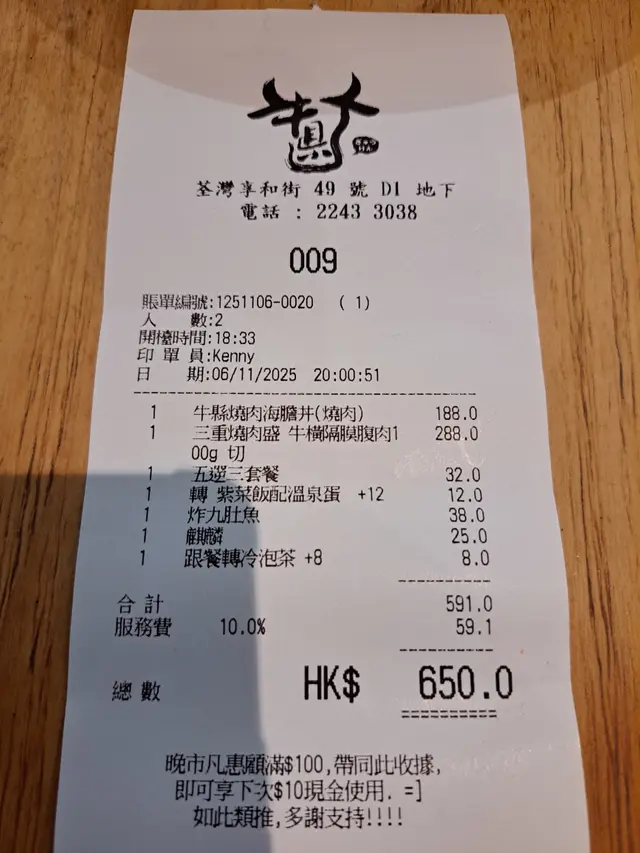 牛縣
荃灣享和街 49 號 D1 地下
電話 : 2243 3038
009
賬單編號:1251106-0020 ( 1)
人 數:2
開檯時間:18:33
印 單 員:Kenny
日 期:06/11/2025 20:00:51
1 牛縣燒肉海膽丼(燒肉) 188.0
1 三重燒肉盛 牛橫隔膜腹肉1 288.0
00g 切
1 五選三套餐 32.0
1 轉 紫菜飯配溫泉蛋 +12 12.0
1 炸九肚魚 38.0
1 麒麟 25.0
1 跟餐轉冷泡茶 +8 8.0
合 計 591.0
服務費 10.0% 59.1
總 數 HK$ 650.0
晚市凡惠顧滿$100,帶同此收據,
即可享下次$10現金使用. =]
如此類推,多謝支持!!!!